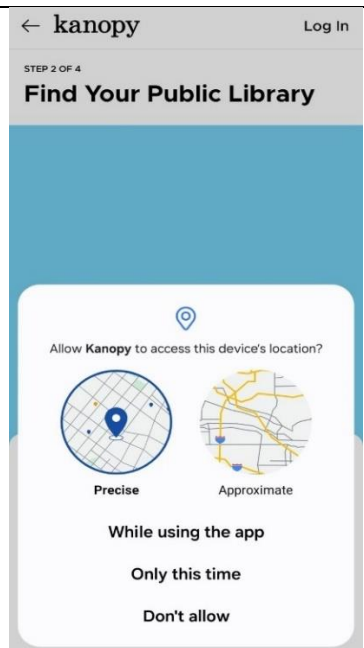 ← kanopy Log In
STEP 2 OF 4
Find Your Public Library
Allow Kanopy to access this device's location?
Precise Approximate
While using the app
Only this time
Don't allow